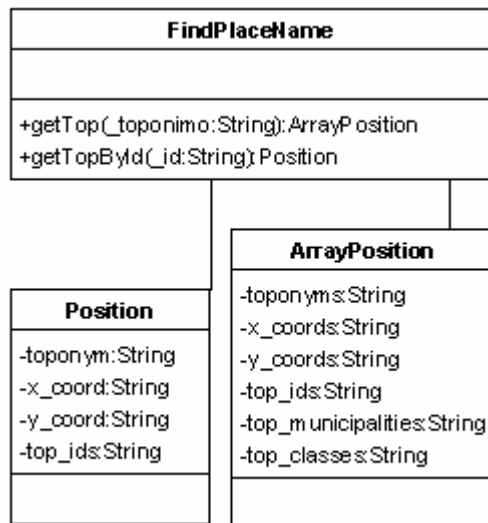 FindPlaceName
+getTop(_toponimo:String):ArrayPosition
+getTopById(_id:String):Position
ArrayPosition
-toponyms:String
-x_coords:String
-y_coords:String
-top_ids:String
-top_municipalities:String
-top_classes:String
Position
-toponym:String
-x_coord:String
-y_coord:String
-top_ids:String